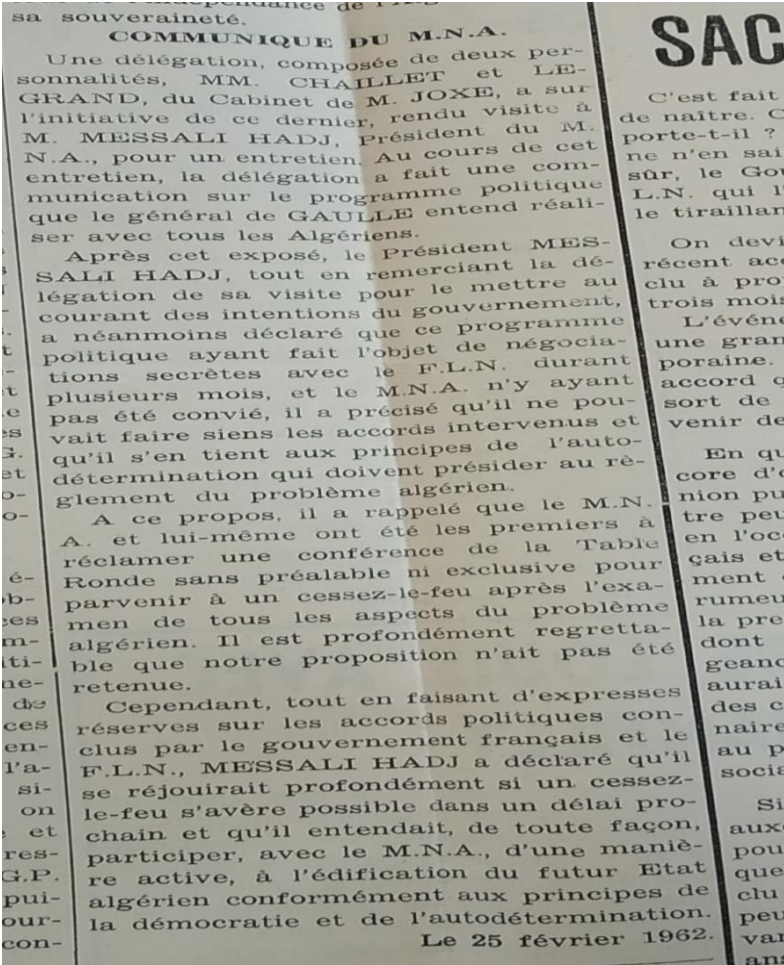 sa souveraineté.
COMMUNIQUE DU M.N.A.
Une délégation, composée de deux per-
sonnalités, MM. CHAILLET et LE-
GRAND, du Cabinet de M. JOXE, a sur
l'initiative de ce dernier, rendu visite à
M. MESSALI HADJ, Président du M.
N.A., pour un entretien. Au cours de cet
entretien, la délégation a fait une com-
munication sur le programme politique
que le général de GAULLE entend réali-
ser avec tous les Algériens.
Après cet exposé, le Président MES-
SALI HADJ, tout en remerciant la dé-
légation de sa visite pour le mettre au
courant des intentions du gouvernement,
a néanmoins déclaré que ce programme
politique ayant fait l'objet de négocia-
tions secrètes avec le F.L.N. durant
plusieurs mois, et le M.N.A. n'y ayant
pas été convié, il a précisé qu'il ne pou-
vait faire siens les accords intervenus et
qu'il s'en tient aux principes de l'auto-
détermination qui doivent présider au rè-
glement du problème algérien.
A ce propos, il a rappelé que le M.N.
A. et lui-même ont été les premiers à
réclamer une conférence de la Table
Ronde sans préalable ni exclusive pour
parvenir à un cessez-le-feu après l'exa-
men de tous les aspects du problème
algérien. Il est profondément regretta-
ble que notre proposition n'ait pas été
retenue.
Cependant, tout en faisant d'expresses
réserves sur les accords politiques con-
clus par le gouvernement français et le
F.L.N., MESSALI HADJ a déclaré qu'il
se réjouirait profondément si un cessez-
le-feu s'avère possible dans un délai pro-
chain et qu'il entendait, de toute façon,
participer, avec le M.N.A., d'une maniè-
re active, à l'édification du futur Etat
algérien conformément aux principes de
la démocratie et de l'autodétermination.
Le 25 février 1962.
SAC
C'est fait
de naître. C
porte-t-il ?
ne n'en sai
sûr, le Gou
L.N. qui l
le tiraillan
On devi
récent acc
clu à pro
trois mois
L'événe
une gran
poraine.
accord q
sort de
venir de
En qu
core d'o
nion pu
tre peu
en l'occ
çais et
ment
rumeu
la pre
dont
geanc
aurai
des c
naire
au p
socia
Si
auxo
pou
que
clu
peu
van